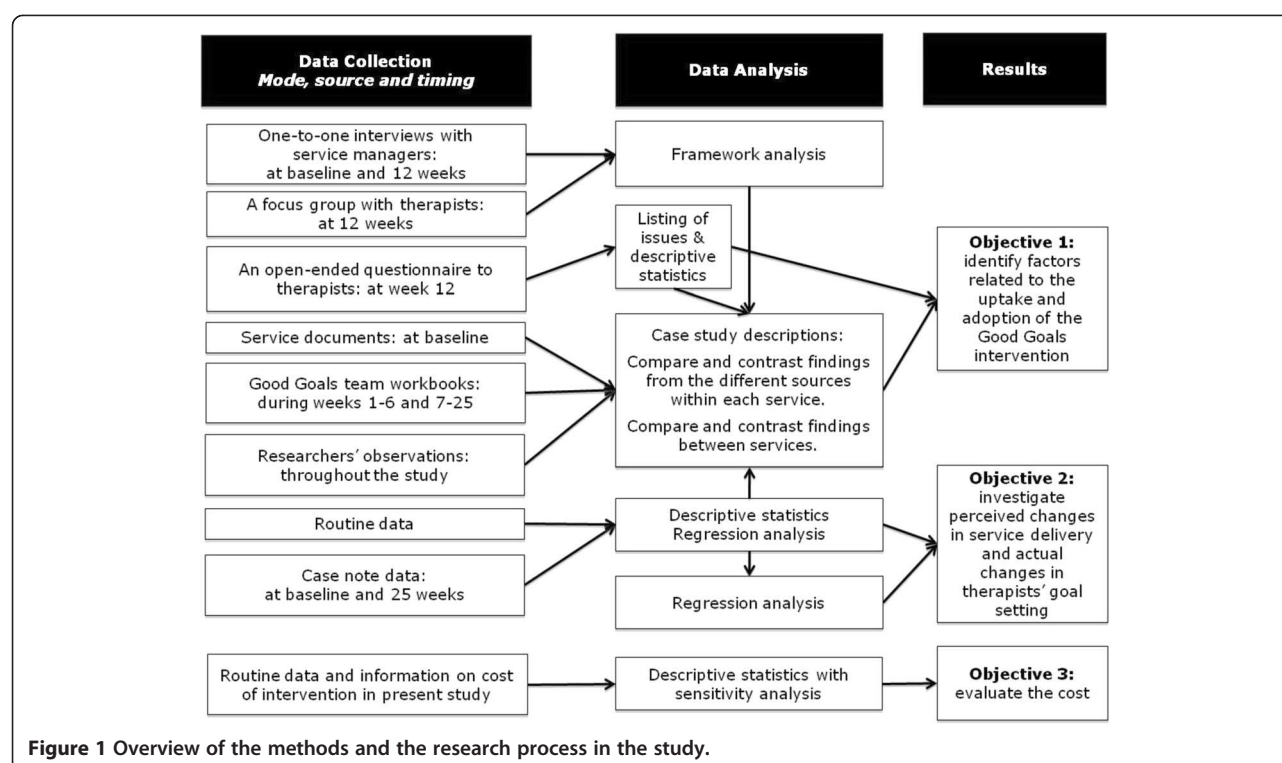 Data Collection
Mode, source and timing
Data Analysis
Results
One-to-one interviews with
service managers:
at baseline and 12 weeks
A focus group with therapists:
at 12 weeks
An open-ended questionnaire to
therapists: at week 12
Service documents: at baseline
Good Goals team workbooks:
during weeks 1-6 and 7-25
Researchers' observations:
throughout the study
Routine data
Case note data:
at baseline and 25 weeks
Routine data and information on cost
of intervention in present study
Framework analysis
Listing of
issues &
descriptive
statistics
Case study descriptions:
Compare and contrast findings
from the different sources
within each service.
Compare and contrast findings
between services.
Descriptive statistics
Regression analysis
Regression analysis
Descriptive statistics with
sensitivity analysis
Objective 1:
identify factors
related to the
uptake and
adoption of the
Good Goals
intervention
Objective 2:
investigate
perceived changes
in service delivery
and actual
changes in
therapists' goal
setting
Objective 3:
evaluate the cost
Figure 1 Overview of the methods and the research process in the study.